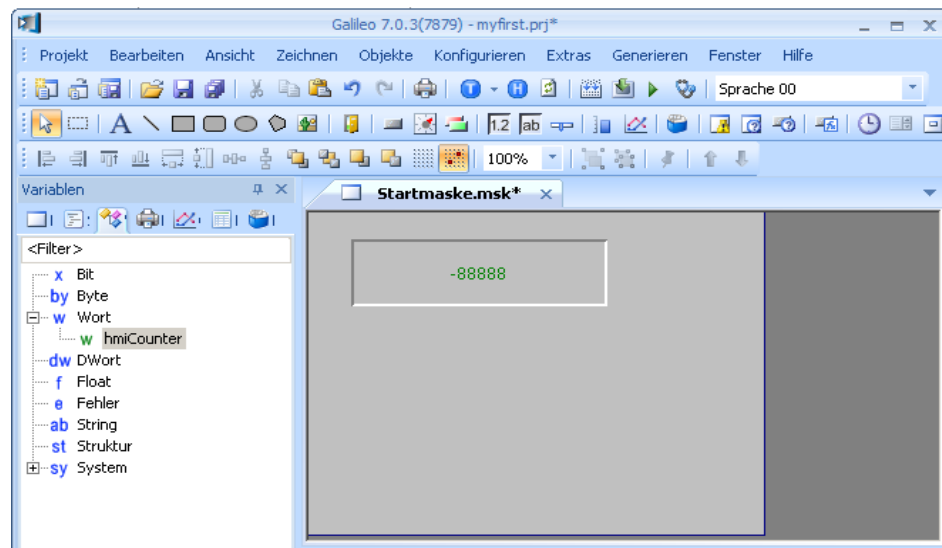 Galileo 7.0.3(7879) - myfirst.prj*
Projekt Bearbeiten Ansicht Zeichnen Objekte Konfigurieren Extras Generieren Fenster Hilfe
T H Sprache 00
A 1.2 ab
100%
Variablen
Startmaske.msk*
<Filter>
x Bit
by Byte
w Wort
w hmiCounter
dw DWort
f Float
e Fehler
ab String
st Struktur
sy System
-88888